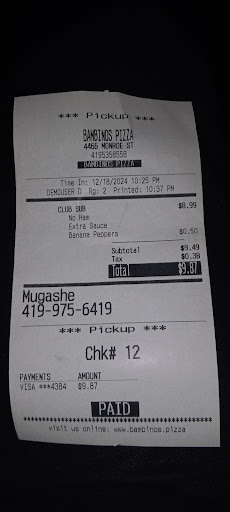 *** Pickup ***
BAMBINOS PIZZA
4466 MONROE ST
4195358558
BAMBINOS PIZZA
Time In: 12/18/2024 10:25 PM
DEMOUSER D Rg: 2 Printed: 10:37 PM
CLUB SUB $8.99
No Ham
Extra Sauce
Banana Peppers $0.50
Subtotal $9.49
Tax $0.38
Total $9.87
Mugashe
419-975-6419
*** Pickup ***
Chk# 12
PAYMENTS AMOUNT
VISA ***4384 $9.87
PAID
visit us online: www.bambinos.pizza